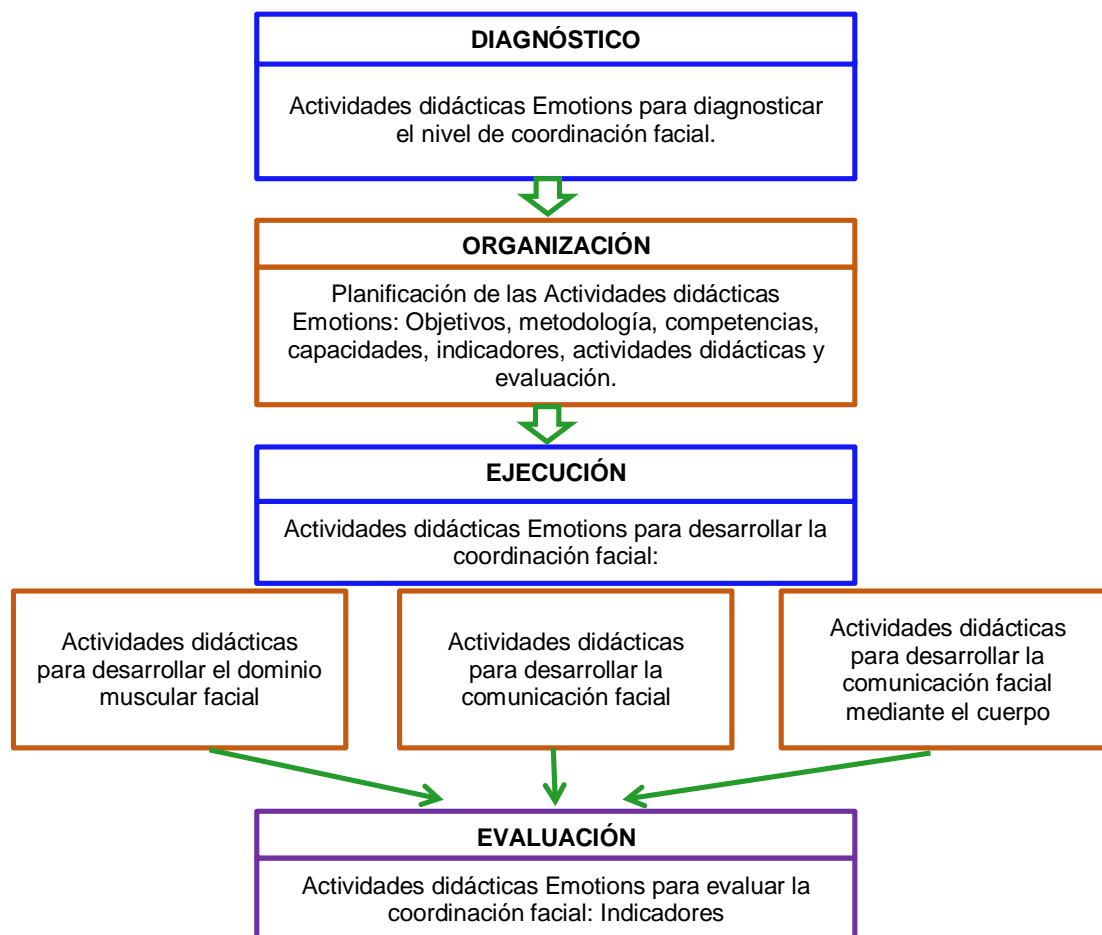 DIAGNÓSTICO
Actividades didácticas Emotions para diagnosticar
el nivel de coordinación facial.
ORGANIZACIÓN
Planificación de las Actividades didácticas
Emotions: Objetivos, metodología, competencias,
capacidades, indicadores, actividades didácticas y
evaluación.
EJECUCIÓN
Actividades didácticas Emotions para desarrollar la
coordinación facial:
Actividades didácticas
para desarrollar el dominio
muscular facial
Actividades didácticas
para desarrollar la
comunicación facial
Actividades didácticas
para desarrollar la
comunicación facial
mediante el cuerpo
EVALUACIÓN
Actividades didácticas Emotions para evaluar la
coordinación facial: Indicadores